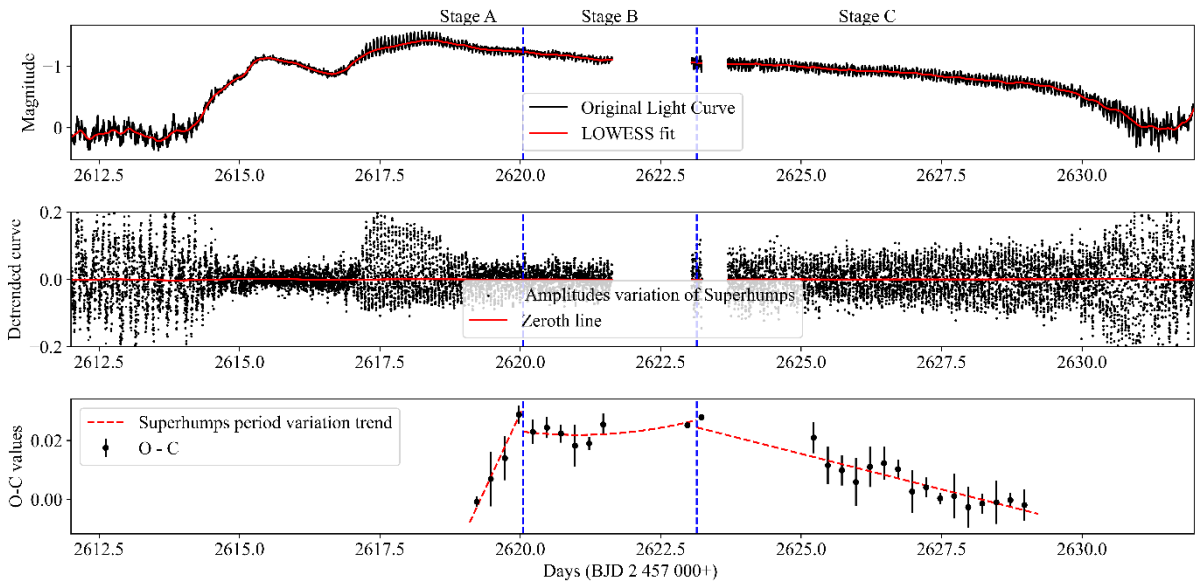 Stage A Stage B Stage C
Magnitude
−1
0
Original Light Curve
LOWESS fit
2612.5 2615.0 2617.5 2620.0 2622.5 2625.0 2627.5 2630.0
Detrended curve
0.2
0.0
−0.2
Amplitudes variation of Superhumps
Zeroth line
2612.5 2615.0 2617.5 2620.0 2622.5 2625.0 2627.5 2630.0
O-C values
0.02
0.00
Superhumps period variation trend
O - C
2612.5 2615.0 2617.5 2620.0 2622.5 2625.0 2627.5 2630.0
Days (BJD 2 457 000+)